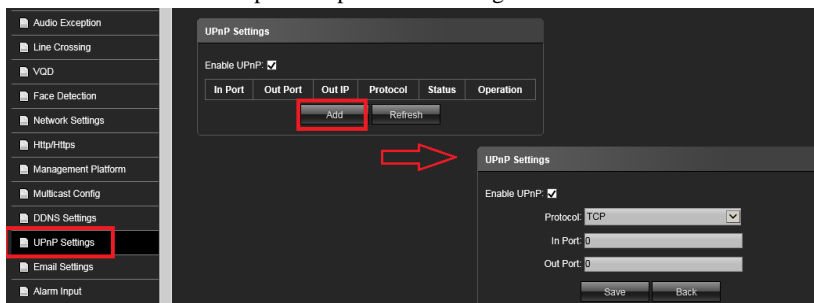 Audio Exception
Line Crossing
VQD
Face Detection
Network Settings
Http/Https
Management Platform
Multicast Config
DDNS Settings
UPnP Settings
Email Settings
Alarm Input
UPnP Settings
Enable UPnP:
In Port Out Port Out IP Protocol Status Operation
Add Refresh
UPnP Settings
Enable UPnP:
Protocol: TCP
In Port: 0
Out Port: 0
Save Back